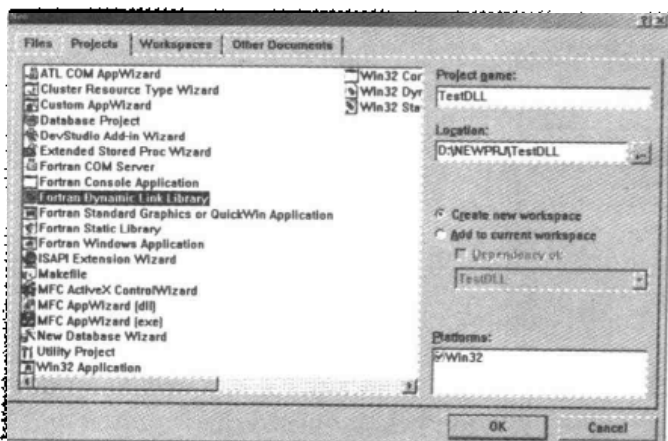 New
Files Projects Workspaces Other Documents
ATL COM AppWizard
Cluster Resource Type Wizard
Custom AppWizard
Database Project
DevStudio Add-in Wizard
Extended Stored Proc Wizard
Fortran COM Server
Fortran Console Application
Fortran Dynamic Link Library
Fortran Standard Graphics or QuickWin Application
Fortran Static Library
Fortran Windows Application
ISAPI Extension Wizard
Makefile
MFC ActiveX ControlWizard
MFC AppWizard (dll)
MFC AppWizard (exe)
New Database Wizard
Utility Project
Win32 Application
Win32 Con
Win32 Dyn
Win32 Sta
Project name:
TestDLL
Location:
D:\NEWPRJ\TestDLL
...
Create new workspace
Add to current workspace
Dependency of:
TestDLL
Platforms:
Win32
OK Cancel